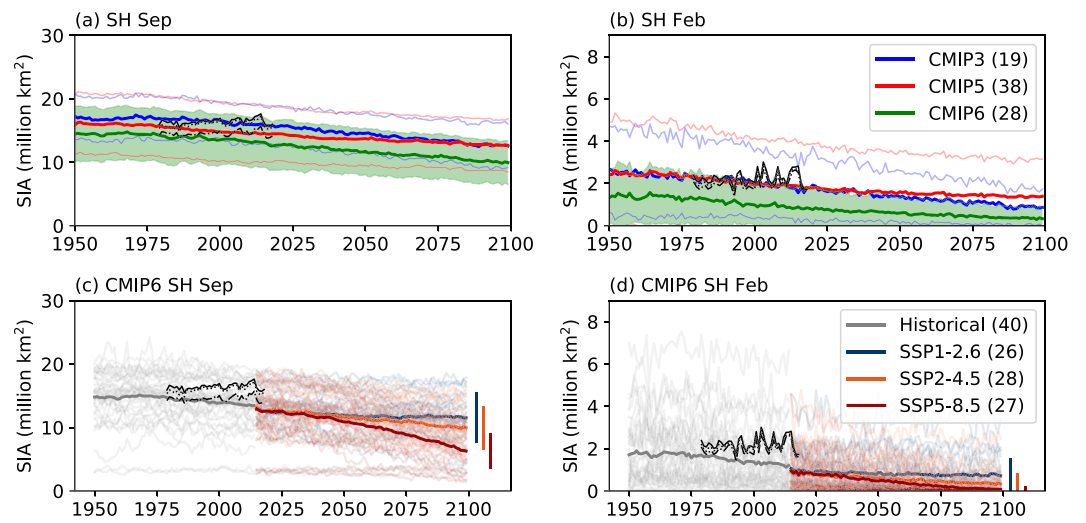 (a) SH Sep
SIA (million km²)
30
20
10
0
1950 1975 2000 2025 2050 2075 2100
(b) SH Feb
SIA (million km²)
8
6
4
2
0
1950 1975 2000 2025 2050 2075 2100
CMIP3 (19)
CMIP5 (38)
CMIP6 (28)
(c) CMIP6 SH Sep
SIA (million km²)
30
20
10
0
1950 1975 2000 2025 2050 2075 2100
(d) CMIP6 SH Feb
SIA (million km²)
8
6
4
2
0
1950 1975 2000 2025 2050 2075 2100
Historical (40)
SSP1-2.6 (26)
SSP2-4.5 (28)
SSP5-8.5 (27)